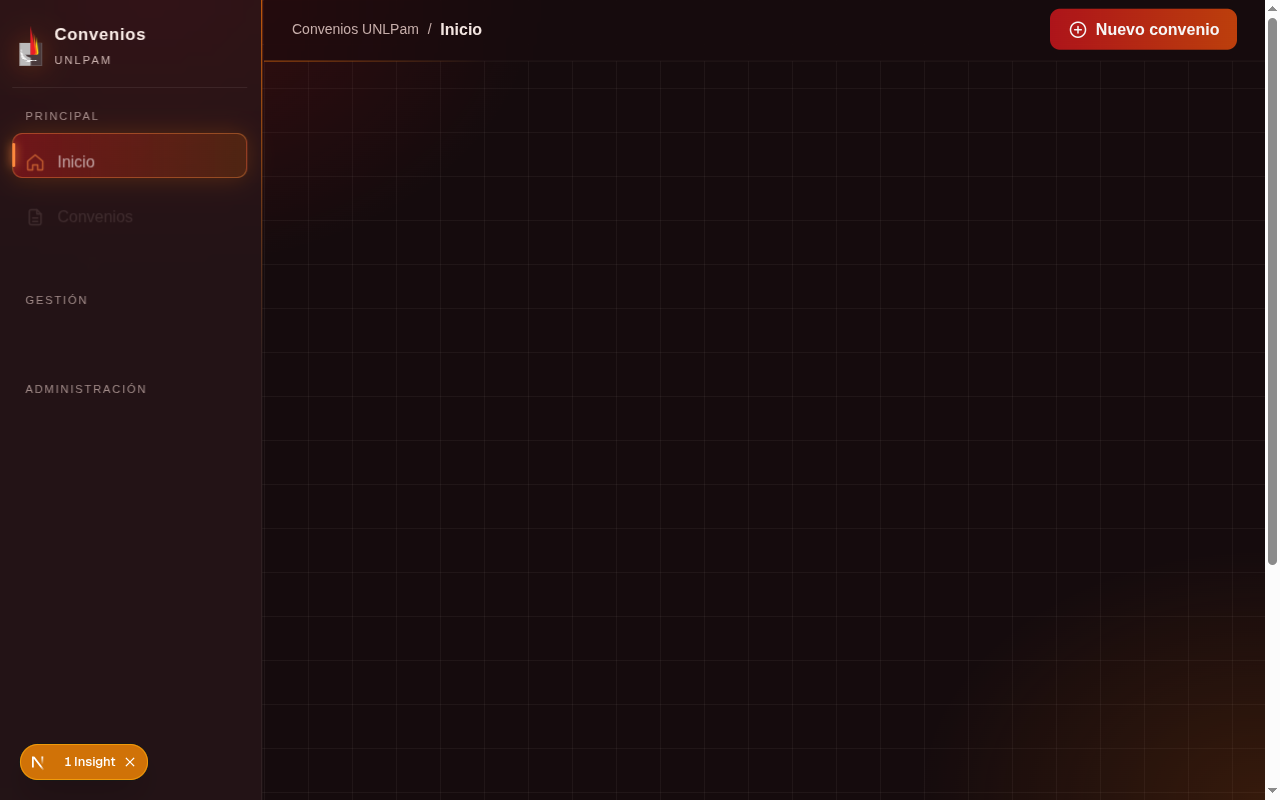 Convenios
UNLPAM
Convenios UNLPam / Inicio
Nuevo convenio
PRINCIPAL
Inicio
Convenios
GESTIÓN
ADMINISTRACIÓN
1 Insight